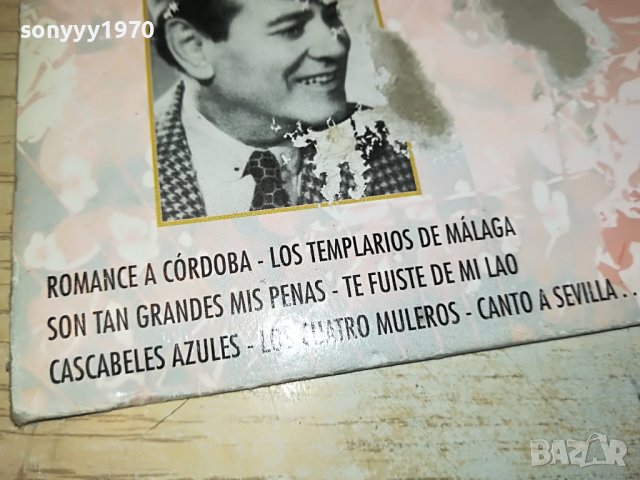 sonyyy1970
ROMANCE A CÓRDOBA - LOS TEMPLARIOS DE MÁLAGA
SON TAN GRANDES MIS PENAS - TE FUISTE DE MI LAO
CASCABELES AZULES - LOS CUATRO MULEROS - CANTO A SEVILLA . .
BAZAR